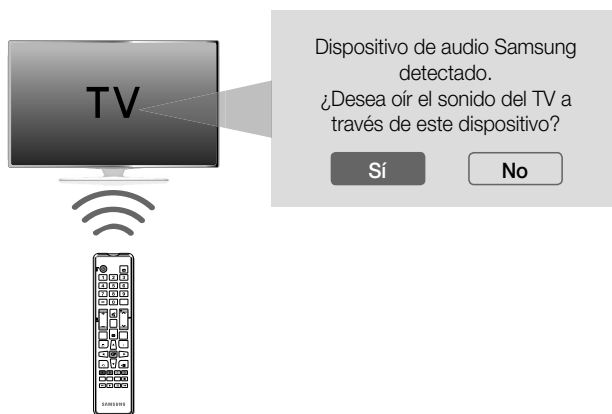 TV
Dispositivo de audio Samsung
detectado.
¿Desea oír el sonido del TV a
través de este dispositivo?
Sí
No
SAMSUNG